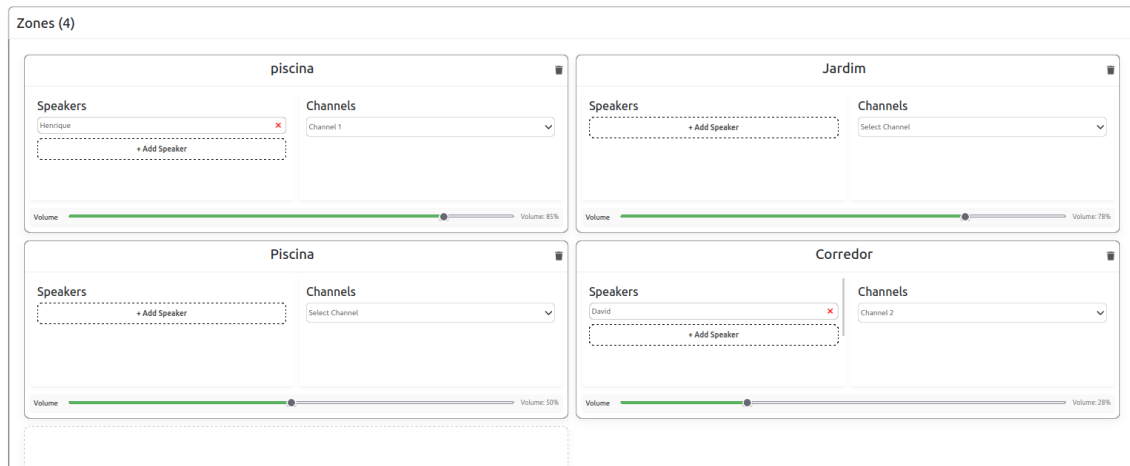 Zones (4)
piscina
Speakers
Channels
Henrique
Channel 1
+ Add Speaker
Volume
Volume: 85%
Jardim
Speakers
Channels
+ Add Speaker
Select Channel
Volume
Volume: 78%
Piscina
Speakers
Channels
+ Add Speaker
Select Channel
Volume
Volume: 50%
Corredor
Speakers
Channels
David
Channel 2
+ Add Speaker
Volume
Volume: 28%